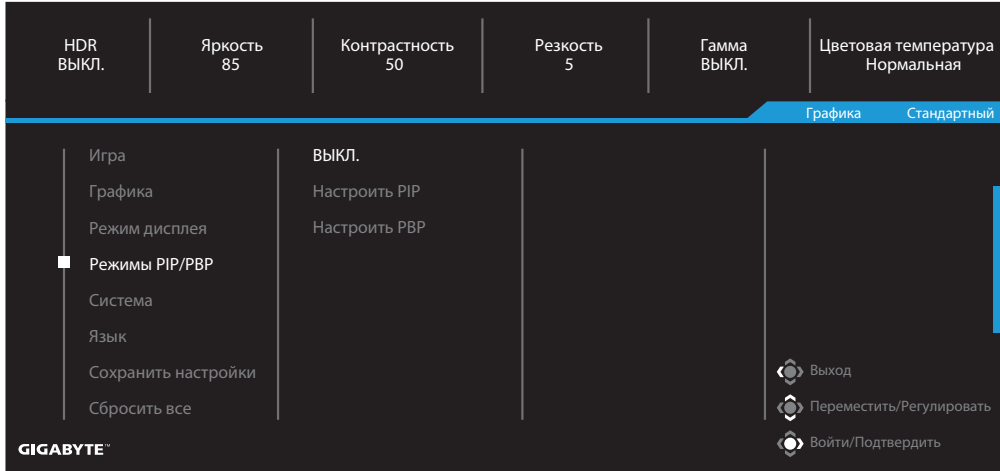 HDR
ВЫКЛ.
Яркость
85
Контрастность
50
Резкость
5
Гамма
ВЫКЛ.
Цветовая температура
Нормальная
Графика Стандартный
Игра
Графика
Режим дисплея
Режимы PIP/PBP
Система
Язык
Сохранить настройки
Сбросить все
ВЫКЛ.
Настроить PIP
Настроить PBP
Выход
Переместить/Регулировать
Войти/Подтвердить
GIGABYTE™